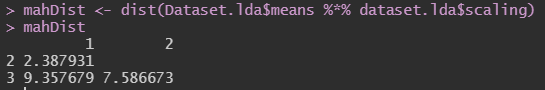 > mahDist <- dist(Dataset.lda$means %*% dataset.lda$scaling)
> mahDist
         1        2
2 2.387931
3 9.357679 7.586673